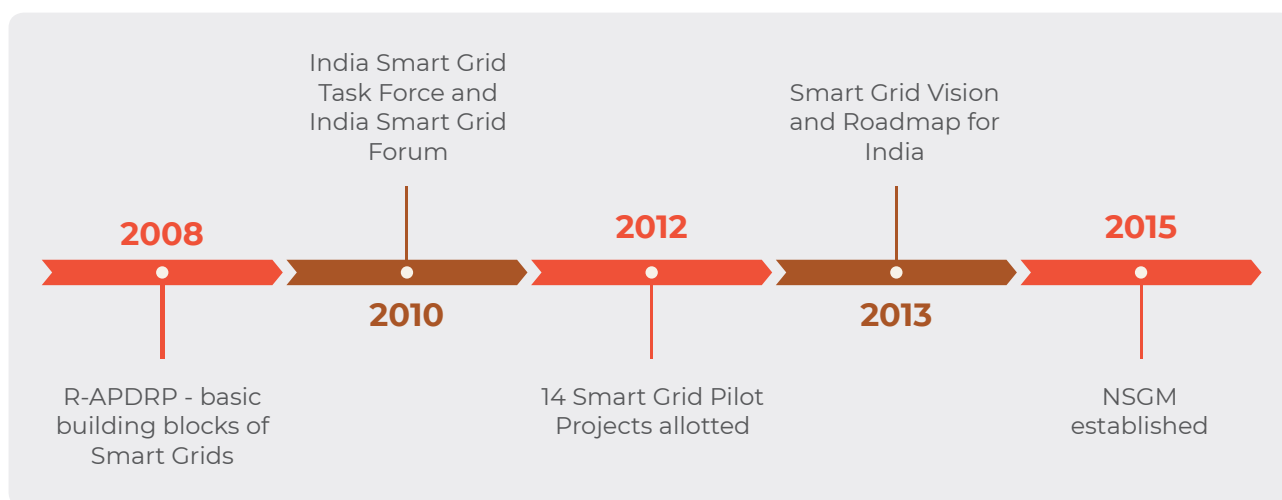 India Smart Grid
Task Force and
India Smart Grid
Forum
Smart Grid Vision
and Roadmap for
India
2008
2012
2015
2010
2013
R-APDRP - basic
building blocks of
Smart Grids
14 Smart Grid Pilot
Projects allotted
NSGM
established